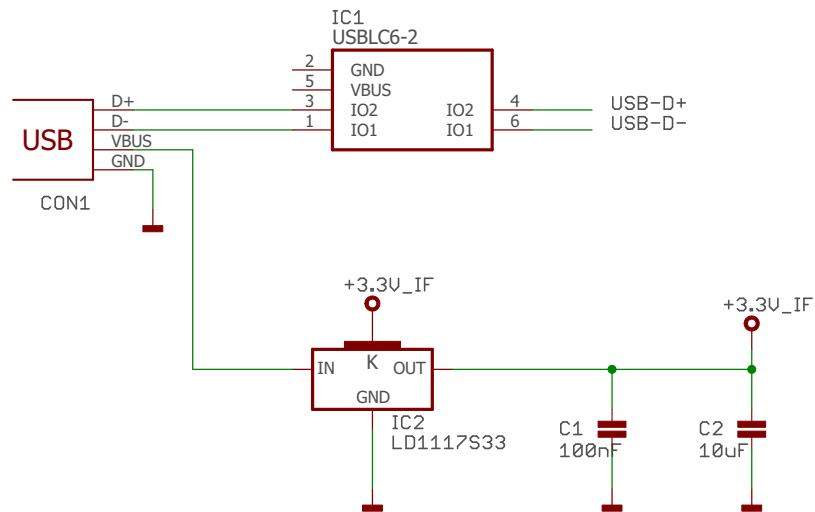 IC1
USBLC6-2
2 GND
5 VBUS
3 IO2 IO2 4 USB-D+
1 IO1 IO1 6 USB-D-
D+
D-
VBUS
GND
USB
CON1
+3.3V_IF
+3.3V_IF
IN K OUT
GND
IC2
LD1117S33
C1
100nF
C2
10uF